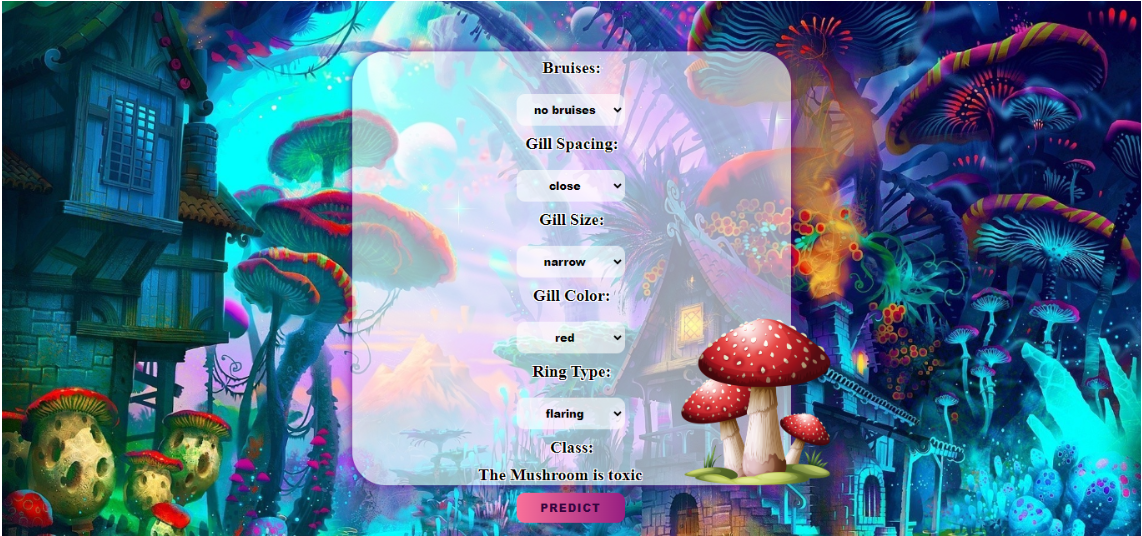 Bruises:
no bruises
Gill Spacing:
close
Gill Size:
narrow
Gill Color:
red
Ring Type:
flaring
Class:
The Mushroom is toxic
PREDICT